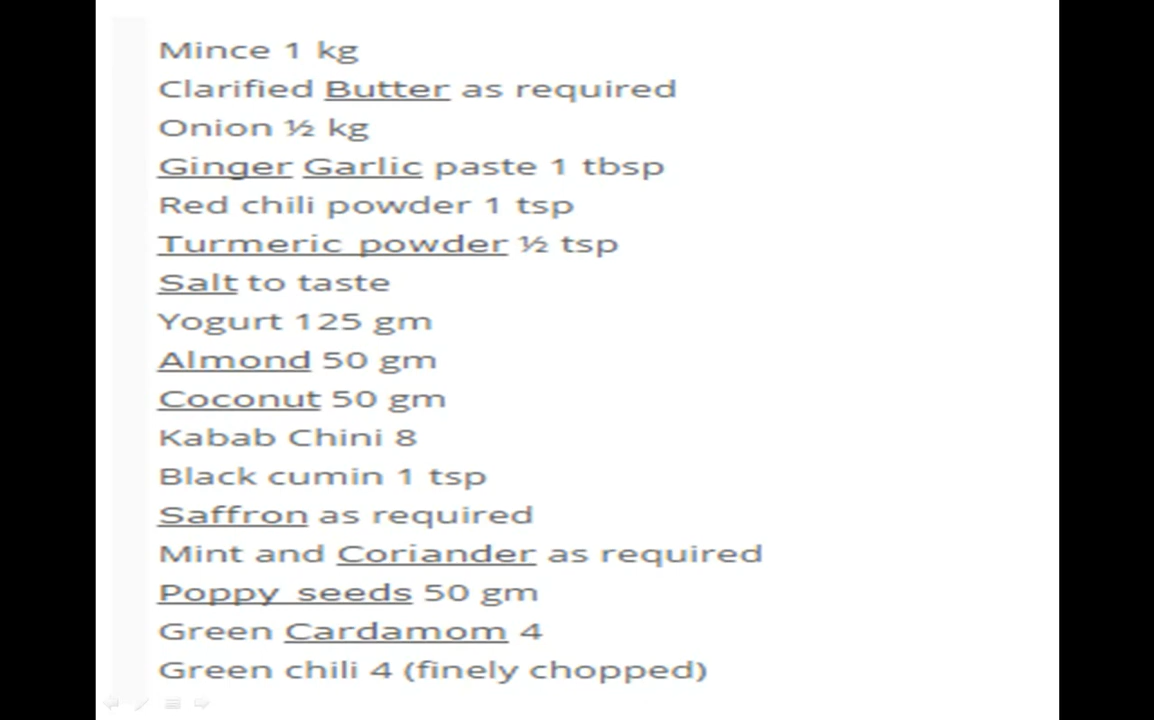 Mince 1 kg
Clarified Butter as required
Onion ½ kg
Ginger Garlic paste 1 tbsp
Red chili powder 1 tsp
Turmeric powder ½ tsp
Salt to taste
Yogurt 125 gm
Almond 50 gm
Coconut 50 gm
Kabab Chini 8
Black cumin 1 tsp
Saffron as required
Mint and Coriander as required
Poppy seeds 50 gm
Green Cardamom 4
Green chili 4 (finely chopped)